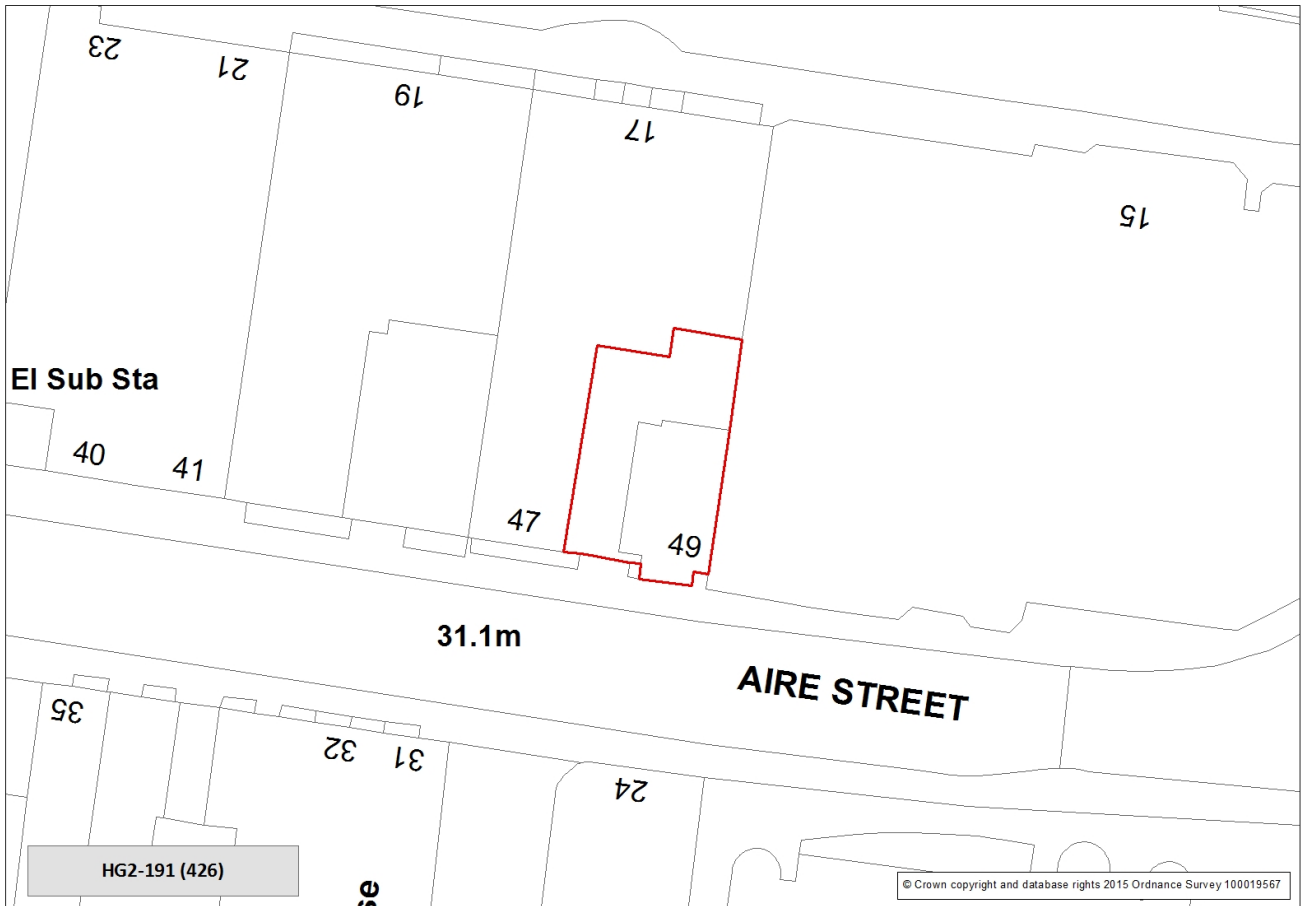 23
21
19
17
15
El Sub Sta
40
41
47
49
31.1m
AIRE STREET
35
32
31
24
HG2-191 (426)
se
© Crown copyright and database rights 2015 Ordnance Survey 100019567